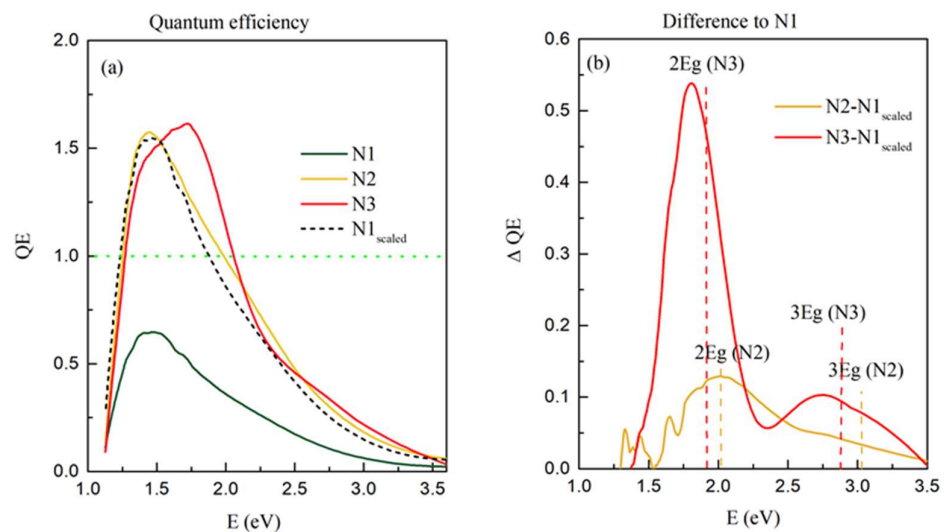 Quantum efficiency
(a)
2.0
1.5
1.0
0.5
0.0
QE
N1
N2
N3
N1scaled
1.0 1.5 2.0 2.5 3.0 3.5
E (eV)
Difference to N1
(b)
2Eg (N3)
N2-N1scaled
N3-N1scaled
3Eg (N3)
2Eg (N2)
3Eg (N2)
0.6
0.5
0.4
0.3
0.2
0.1
0.0
Δ QE
1.0 1.5 2.0 2.5 3.0 3.5
E (eV)